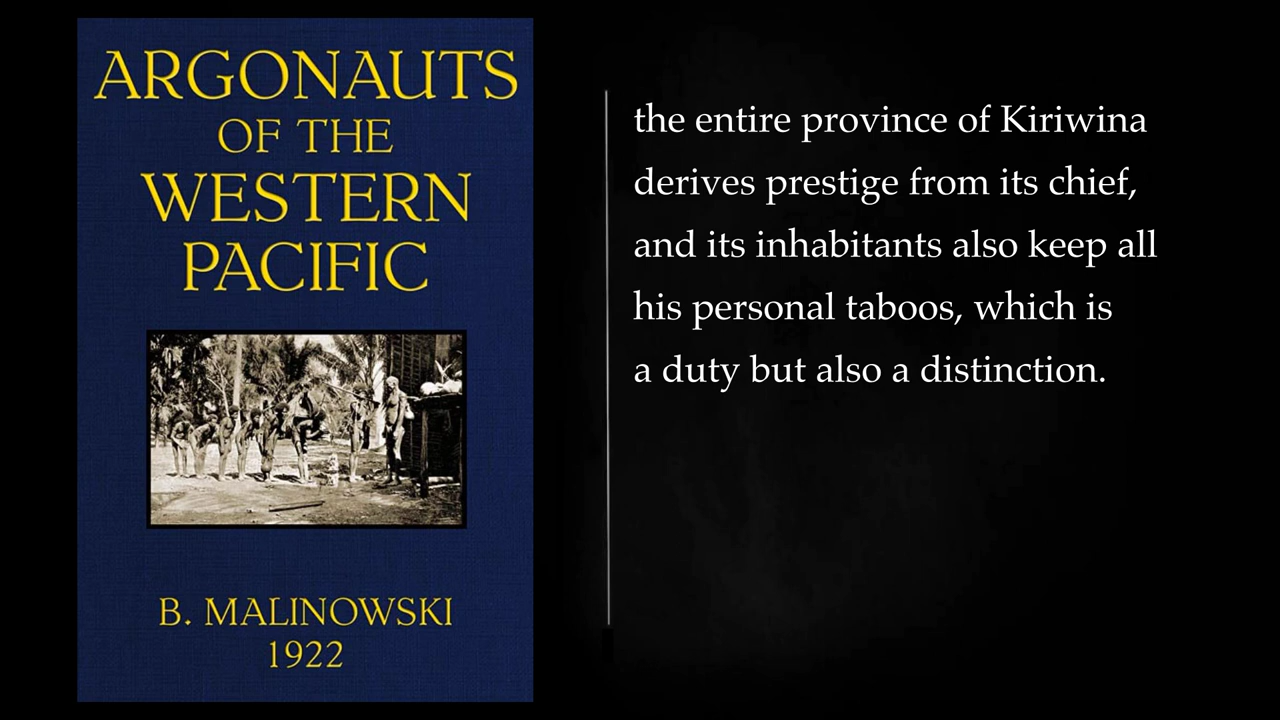 ARGONAUTS
OF THE
WESTERN
PACIFIC
B. MALINOWSKI
1922
the entire province of Kiriwina
derives prestige from its chief,
and its inhabitants also keep all
his personal taboos, which is
a duty but also a distinction.